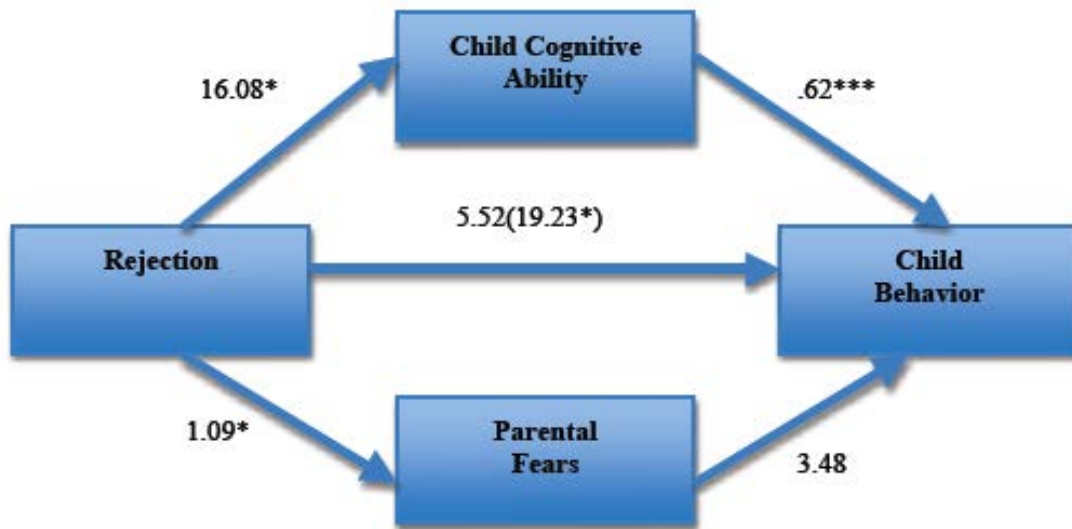 Child Cognitive
Ability
16.08*
.62***
5.52(19.23*)
Rejection
Child
Behavior
1.09*
Parental
Fears
3.48